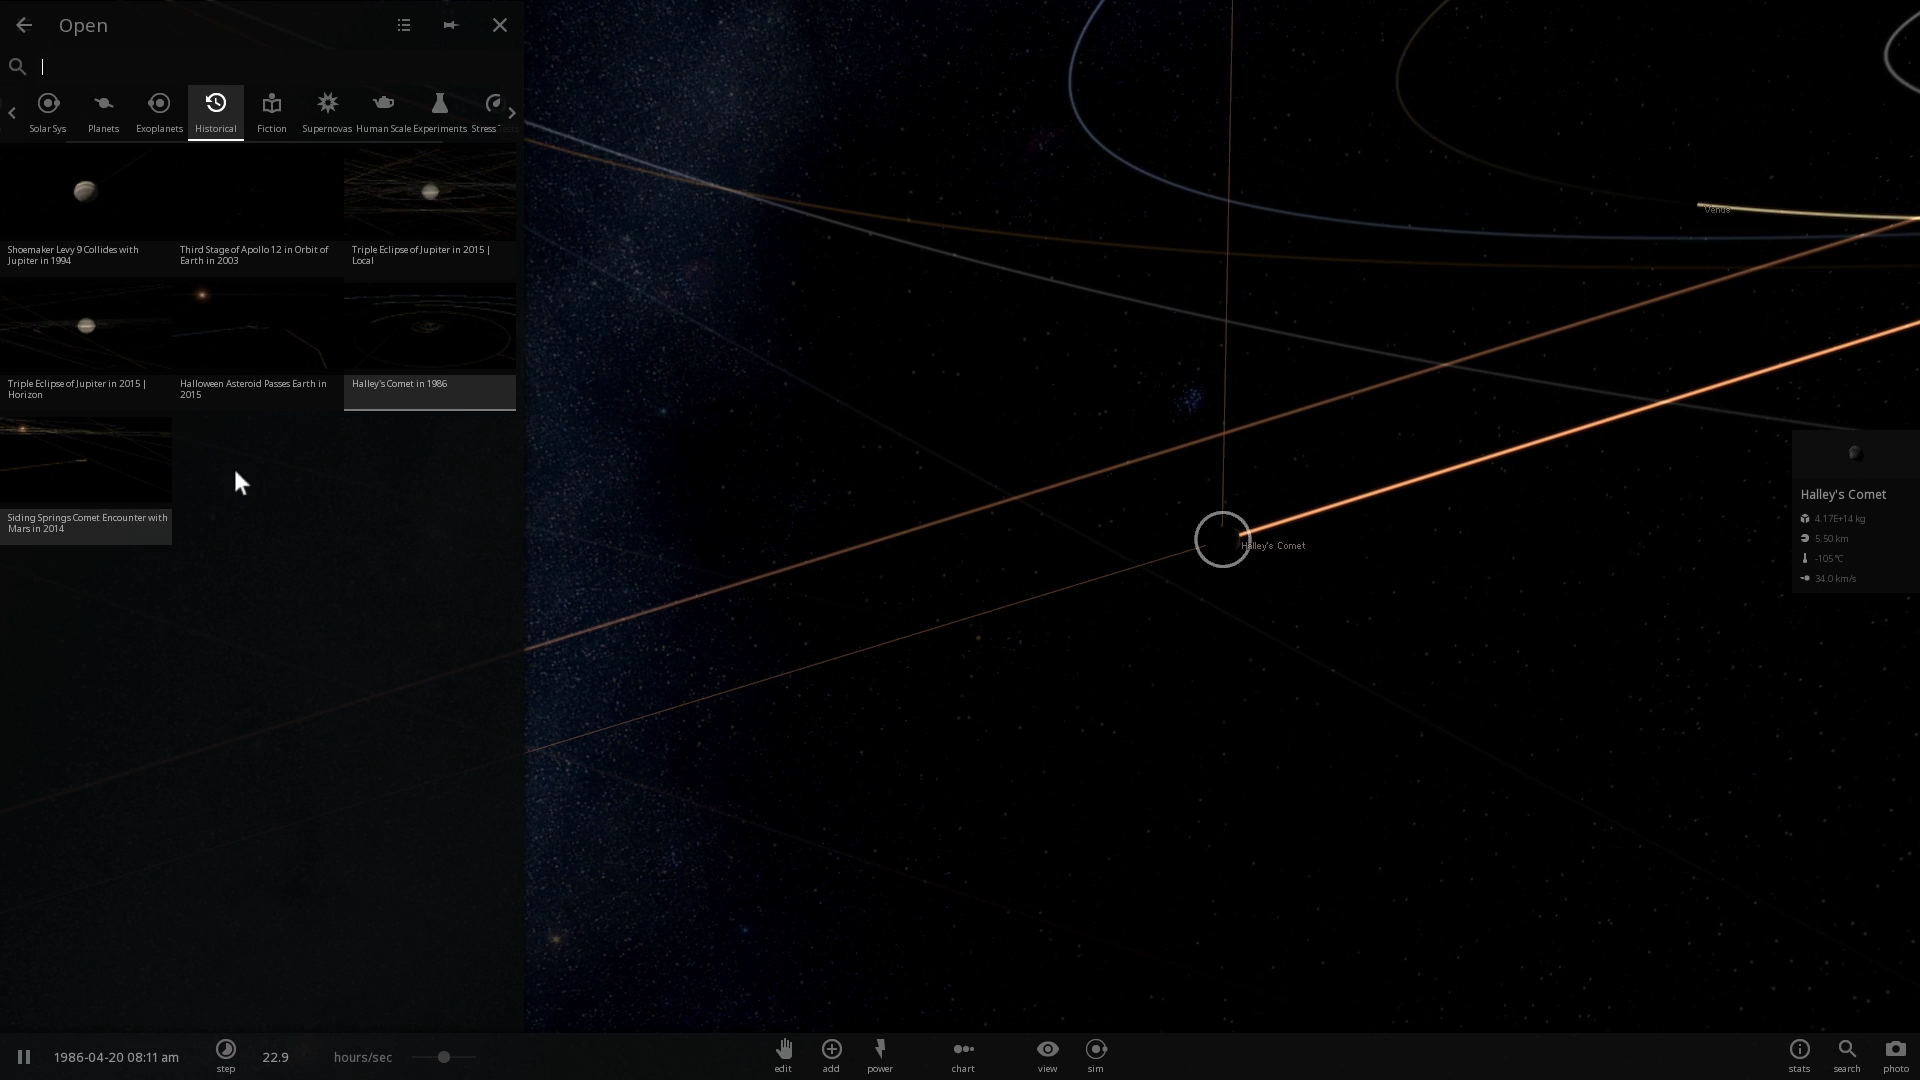 Open
Solar Sys
Planets
Exoplanets
Historical
Fiction
Supernovas
Human Scale
Experiments
Stress Tests
Shoemaker Levy 9 Collides with
Jupiter in 1994
Third Stage of Apollo 12 in Orbit of
Earth in 2003
Triple Eclipse of Jupiter in 2015 |
Local
Triple Eclipse of Jupiter in 2015 |
Horizon
Halloween Asteroid Passes Earth in
2015
Halley's Comet in 1986
Siding Springs Comet Encounter with
Mars in 2014
Venus
Halley's Comet
Halley's Comet
4.17E+14 kg
5.50 km
-105 °C
34.0 km/s
1986-04-20 08:11 am
step
22.9
hours/sec
edit
add
power
chart
view
sim
stats
search
photo